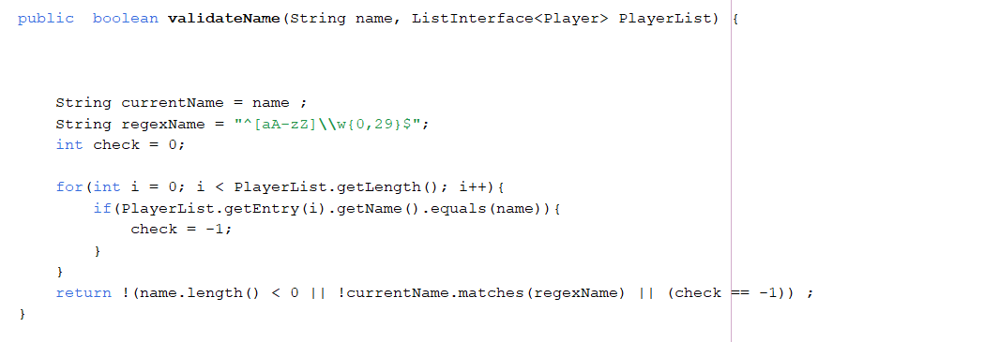 public  boolean validateName(String name, ListInterface<Player> PlayerList) {
String currentName = name ;
String regexName = "^[aA-zZ]\\w{0,29}$";
int check = 0;
for(int i = 0; i < PlayerList.getLength(); i++){
if(PlayerList.getEntry(i).getName().equals(name)){
check = -1;
}
}
return !(name.length() < 0 || !currentName.matches(regexName) || (check == -1)) ;
}